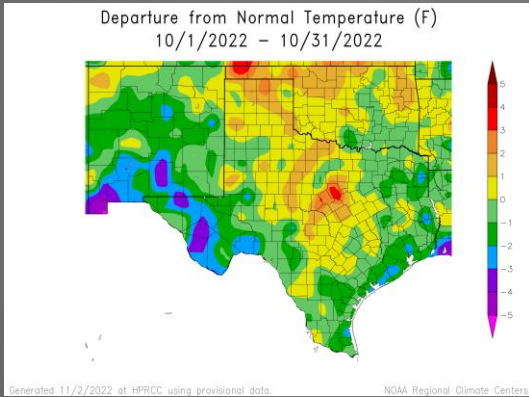 Departure from Normal Temperature (F)
10/1/2022 – 10/31/2022
5
4
3
2
1
0
-1
-2
-3
-4
-5
Generated 11/2/2022 at HPRCC using provisional data.
NOAA Regional Climate Centers